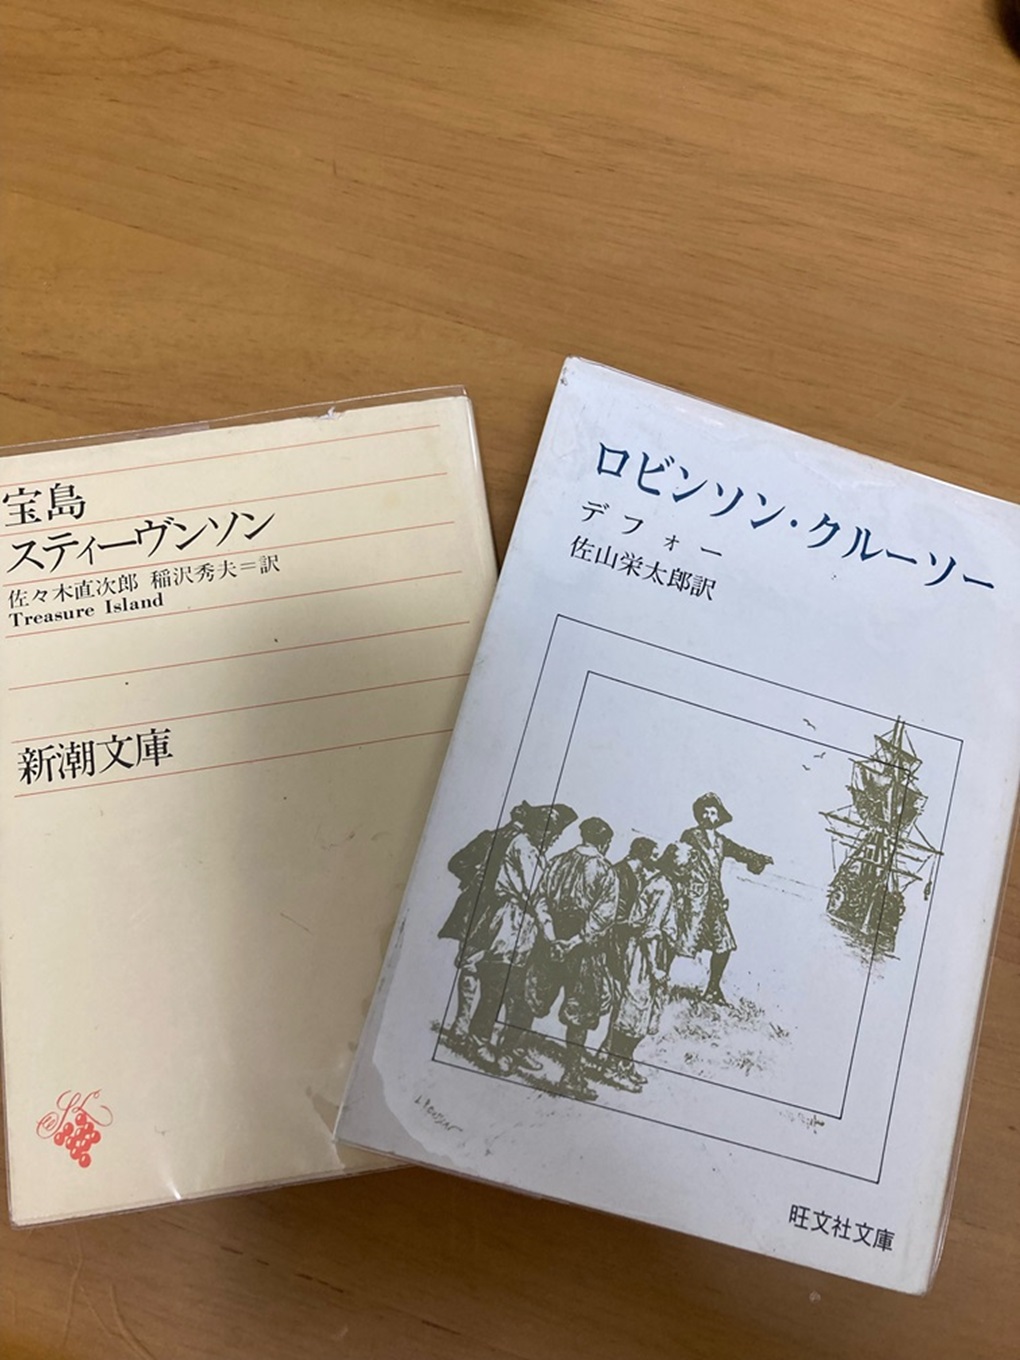 宝島
スティーヴンソン
佐々木直次郎 稲沢秀夫＝訳
Treasure Island
新潮文庫
ロビンソン・クルーソー
デフォー
佐山栄太郎訳
旺文社文庫